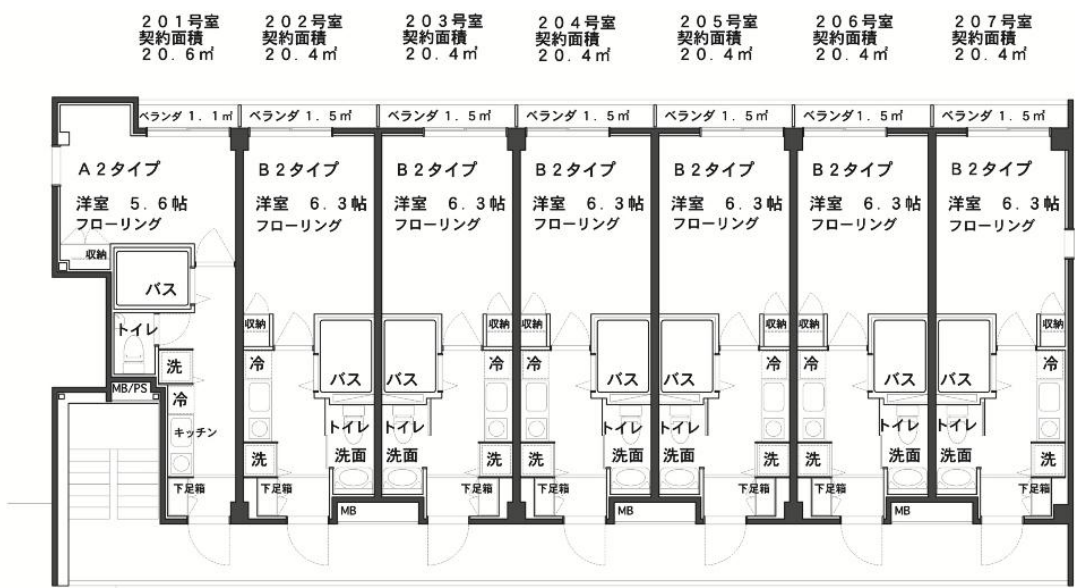 201号室
契約面積
20.6㎡
202号室
契約面積
20.4㎡
203号室
契約面積
20.4㎡
204号室
契約面積
20.4㎡
205号室
契約面積
20.4㎡
206号室
契約面積
20.4㎡
207号室
契約面積
20.4㎡
ベランダ 1.1㎡
ベランダ 1.5㎡
ベランダ 1.5㎡
ベランダ 1.5㎡
ベランダ 1.5㎡
ベランダ 1.5㎡
ベランダ 1.5㎡
A2タイプ
洋室 5.6帖
フローリング
B2タイプ
洋室 6.3帖
フローリング
B2タイプ
洋室 6.3帖
フローリング
B2タイプ
洋室 6.3帖
フローリング
B2タイプ
洋室 6.3帖
フローリング
B2タイプ
洋室 6.3帖
フローリング
B2タイプ
洋室 6.3帖
フローリング
収納
バス
トイレ
洗
MB/PS
冷
キッチン
下足箱
収納
冷
バス
トイレ
洗面
洗
下足箱
MB
収納
冷
バス
トイレ
洗面
洗
下足箱
収納
冷
バス
トイレ
洗面
洗
下足箱
MB
収納
冷
バス
トイレ
洗面
洗
下足箱
収納
冷
バス
トイレ
洗面
洗
下足箱
MB
収納
冷
バス
トイレ
洗面
洗
下足箱